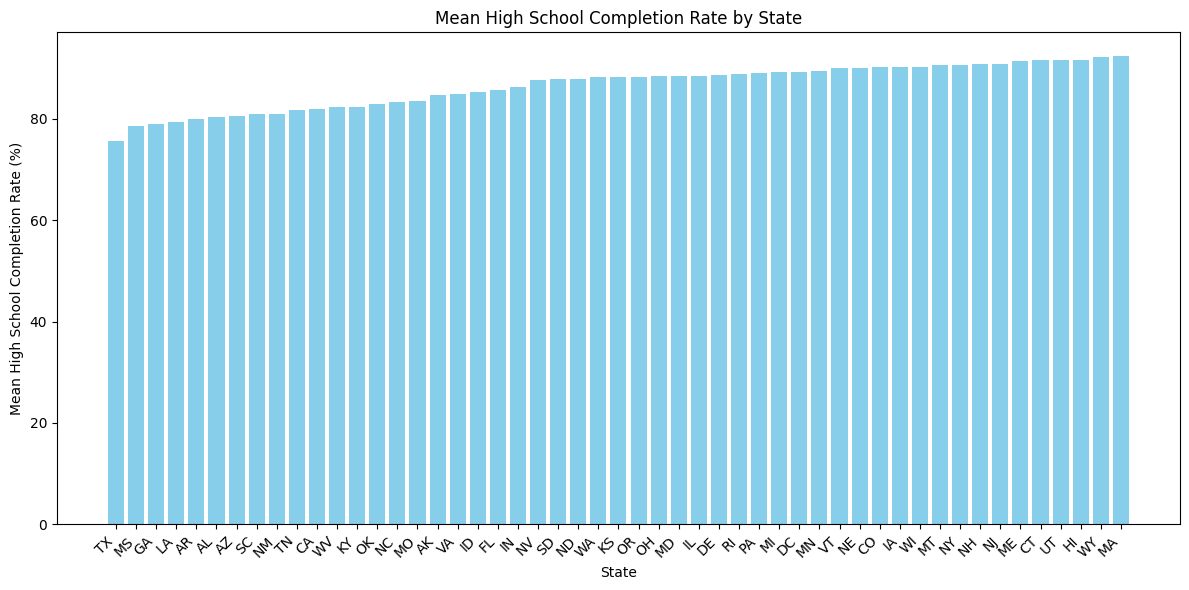 Mean High School Completion Rate by State
Mean High School Completion Rate (%)
80
60
40
20
0
TX MS GA LA AR AL AZ SC NM TN CA WV KY OK NC MO AK VA ID FL IN NV SD ND WA KS OR OH MD IL DE RI PA MI DC MN VT NE CO IA WI MT NY NH NJ ME CT UT HI WY MA
State